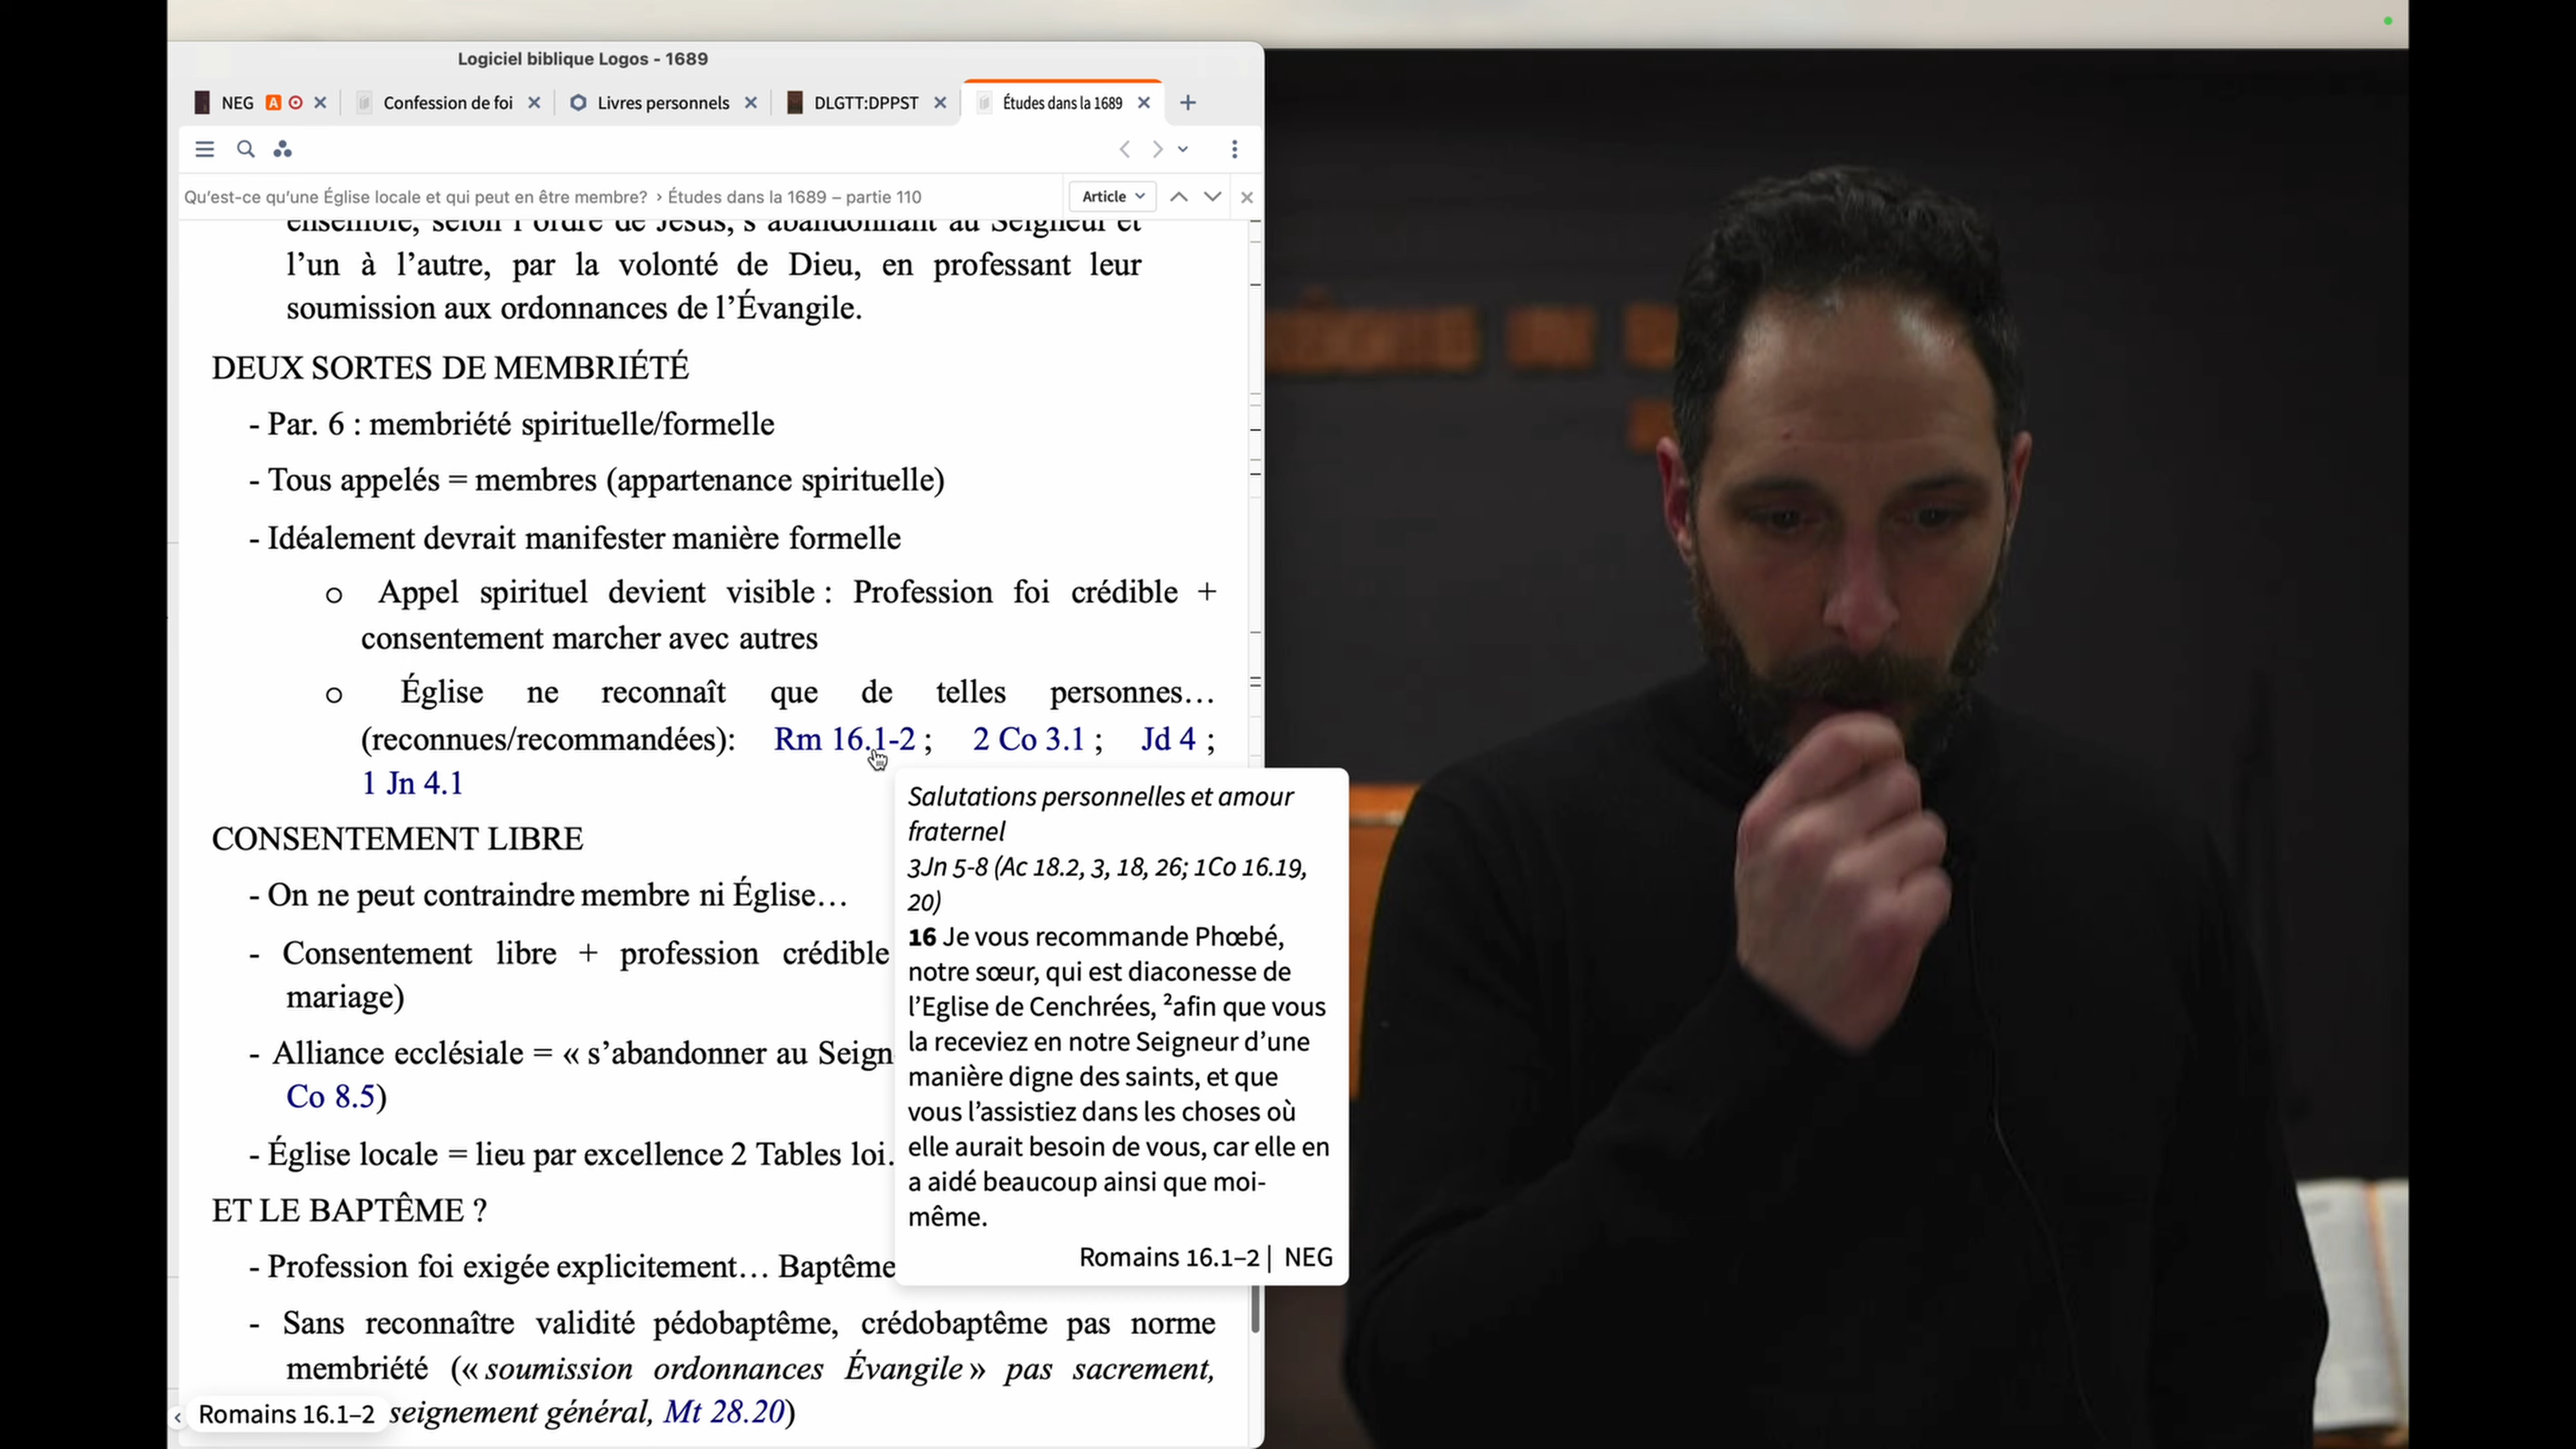 Logiciel biblique Logos - 1689
NEG A
Confession de foi
Livres personnels
DLGTT:DPPST
Études dans la 1689
Qu'est-ce qu'une Église locale et qui peut en être membre? › Études dans la 1689 – partie 110
Article
ensemble, selon l'ordre de Jésus, s'abandonnant au Seigneur et
l'un à l'autre, par la volonté de Dieu, en professant leur
soumission aux ordonnances de l'Évangile.
DEUX SORTES DE MEMBRIÉTÉ
- Par. 6 : membriété spirituelle/formelle
- Tous appelés = membres (appartenance spirituelle)
- Idéalement devrait manifester manière formelle
o Appel spirituel devient visible : Profession foi crédible +
consentement marcher avec autres
o Église ne reconnaît que de telles personnes…
(reconnues/recommandées): Rm 16.1-2 ; 2 Co 3.1 ; Jd 4 ;
1 Jn 4.1
CONSENTEMENT LIBRE
- On ne peut contraindre membre ni Église…
- Consentement libre + profession crédible
mariage)
- Alliance ecclésiale = « s'abandonner au Seign
Co 8.5)
- Église locale = lieu par excellence 2 Tables loi.
ET LE BAPTÊME ?
- Profession foi exigée explicitement… Baptême
- Sans reconnaître validité pédobaptême, crédobaptême pas norme
membriété (« soumission ordonnances Évangile » pas sacrement,
seignement général, Mt 28.20)
Romains 16.1–2
Salutations personnelles et amour
fraternel
3Jn 5-8 (Ac 18.2, 3, 18, 26; 1Co 16.19,
20)
16 Je vous recommande Phœbé,
notre sœur, qui est diaconesse de
l'Eglise de Cenchrées, ²afin que vous
la receviez en notre Seigneur d'une
manière digne des saints, et que
vous l'assistiez dans les choses où
elle aurait besoin de vous, car elle en
a aidé beaucoup ainsi que moi-
même.
Romains 16.1–2 | NEG